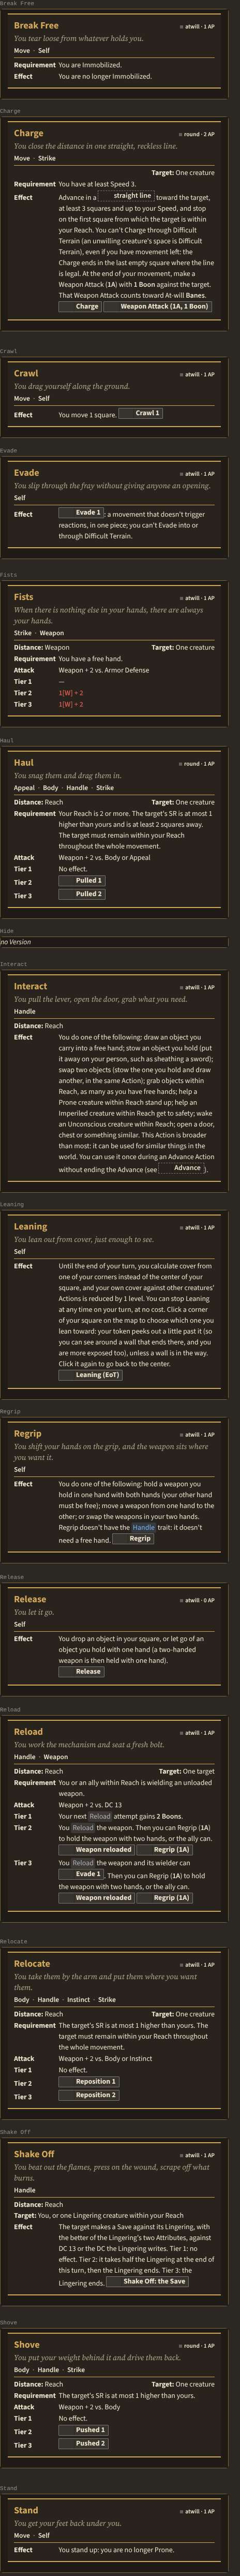 Break Free
Break Free
atwill · 1 AP
You tear loose from whatever holds you.
Move · Self
Requirement You are Immobilized.
Effect You are no longer Immobilized.
Charge
Charge
round · 2 AP
You close the distance in one straight, reckless line.
Move · Strike
Target: One creature
Requirement You have at least Speed 3.
Effect Advance in a straight line toward the target,
at least 3 squares and up to your Speed, and stop
on the first square from which the target is within
your Reach. You can't Charge through Difficult
Terrain (an unwilling creature's space is Difficult
Terrain), even if you have movement left: the
Charge ends in the last empty square where the line
is legal. At the end of your movement, make a
Weapon Attack (1A) with 1 Boon against the target.
That Weapon Attack counts toward At-will Banes.
Charge Weapon Attack (1A, 1 Boon)
Crawl
Crawl
atwill · 1 AP
You drag yourself along the ground.
Move · Self
Effect You move 1 square. Crawl 1
Evade
Evade
atwill · 1 AP
You slip through the fray without giving anyone an opening.
Self
Effect Evade 1 : a movement that doesn't trigger
reactions, in one piece; you can't Evade into or
through Difficult Terrain.
Fists
Fists
atwill · 1 AP
When there is nothing else in your hands, there are always
your hands.
Strike · Weapon
Distance: Weapon Target: One creature
Requirement You have a free hand.
Attack Weapon + 2 vs. Armor Defense
Tier 1 —
Tier 2 1[W] + 2
Tier 3 1[W] + 2
Haul
Haul
round · 1 AP
You snag them and drag them in.
Appeal · Body · Handle · Strike
Distance: Reach Target: One creature
Requirement Your Reach is 2 or more. The target's SR is at most 1
higher than yours and is at least 2 squares away.
The target must remain within your Reach
throughout the whole movement.
Attack Weapon + 2 vs. Body or Appeal
Tier 1 No effect.
Tier 2 Pulled 1
Tier 3 Pulled 2
Hide
no Version
Interact
Interact
atwill · 1 AP
You pull the lever, open the door, grab what you need.
Handle
Distance: Reach
Effect You do one of the following: draw an object you
carry into a free hand; stow an object you hold (put
it away on your person, such as sheathing a sword);
swap two objects (stow the one you hold and draw
another, in the same Action); grab objects within
Reach, as many as you have free hands; help a
Prone creature within Reach stand up; help an
Imperiled creature within Reach get to safety; wake
an Unconscious creature within Reach; open a door,
chest or something similar. This Action is broader
than most: it can be used for similar things in the
world. You can use it once during an Advance Action
without ending the Advance (see Advance ).
Leaning
Leaning
atwill · 1 AP
You lean out from cover, just enough to see.
Self
Effect Until the end of your turn, you calculate cover from
one of your corners instead of the center of your
square, and your own cover against other creatures'
Actions is reduced by 1 level. You can stop Leaning
at any time on your turn, at no cost. Click a corner
of your square on the map to choose which one you
lean toward: your token peeks out a little past it (so
you can see around a wall that ends there, and you
are more exposed too), unless a wall is in the way.
Click it again to go back to the center.
Leaning (EoT)
Regrip
Regrip
atwill · 1 AP
You shift your hands on the grip, and the weapon sits where
you want it.
Self
Effect You do one of the following: hold a weapon you
hold in one hand with both hands (your other hand
must be free); move a weapon from one hand to the
other; or swap the weapons in your two hands.
Regrip doesn't have the Handle trait: it doesn't
need a free hand. Regrip
Release
Release
atwill · 0 AP
You let it go.
Self
Effect You drop an object in your square, or let go of an
object you hold with one hand (a two-handed
weapon is then held with one).
Release
Reload
Reload
atwill · 1 AP
You work the mechanism and seat a fresh bolt.
Handle · Weapon
Distance: Reach Target: One target
Requirement You or an ally within Reach is wielding an unloaded
weapon.
Attack Weapon + 2 vs. DC 13
Tier 1 Your next Reload attempt gains 2 Boons.
Tier 2 You Reload the weapon. Then you can Regrip (1A)
to hold the weapon with two hands, or the ally can.
Weapon reloaded Regrip (1A)
Tier 3 You Reload the weapon and its wielder can
Evade 1 . Then you can Regrip (1A) to hold
the weapon with two hands, or the ally can.
Weapon reloaded Regrip (1A)
Relocate
Relocate
atwill · 1 AP
You take them by the arm and put them where you want
them.
Body · Handle · Instinct · Strike
Distance: Reach Target: One creature
Requirement The target's SR is at most 1 higher than yours. The
target must remain within your Reach throughout
the whole movement.
Attack Weapon + 2 vs. Body or Instinct
Tier 1 No effect.
Tier 2 Reposition 1
Tier 3 Reposition 2
Shake Off
Shake Off
atwill · 1 AP
You beat out the flames, press on the wound, scrape off what
burns.
Handle
Distance: Reach
Target: You, or one Lingering creature within your Reach
Effect The target makes a Save against its Lingering, with
the better of the Lingering's two Attributes, against
DC 13 or the DC the Lingering writes. Tier 1: no
effect. Tier 2: it takes half the Lingering at the end of
this turn, then the Lingering ends. Tier 3: the
Lingering ends. Shake Off: the Save
Shove
Shove
round · 1 AP
You put your weight behind it and drive them back.
Body · Handle · Strike
Distance: Reach Target: One creature
Requirement The target's SR is at most 1 higher than yours.
Attack Weapon + 2 vs. Body
Tier 1 No effect.
Tier 2 Pushed 1
Tier 3 Pushed 2
Stand
Stand
atwill · 1 AP
You get your feet back under you.
Move · Self
Effect You stand up: you are no longer Prone.